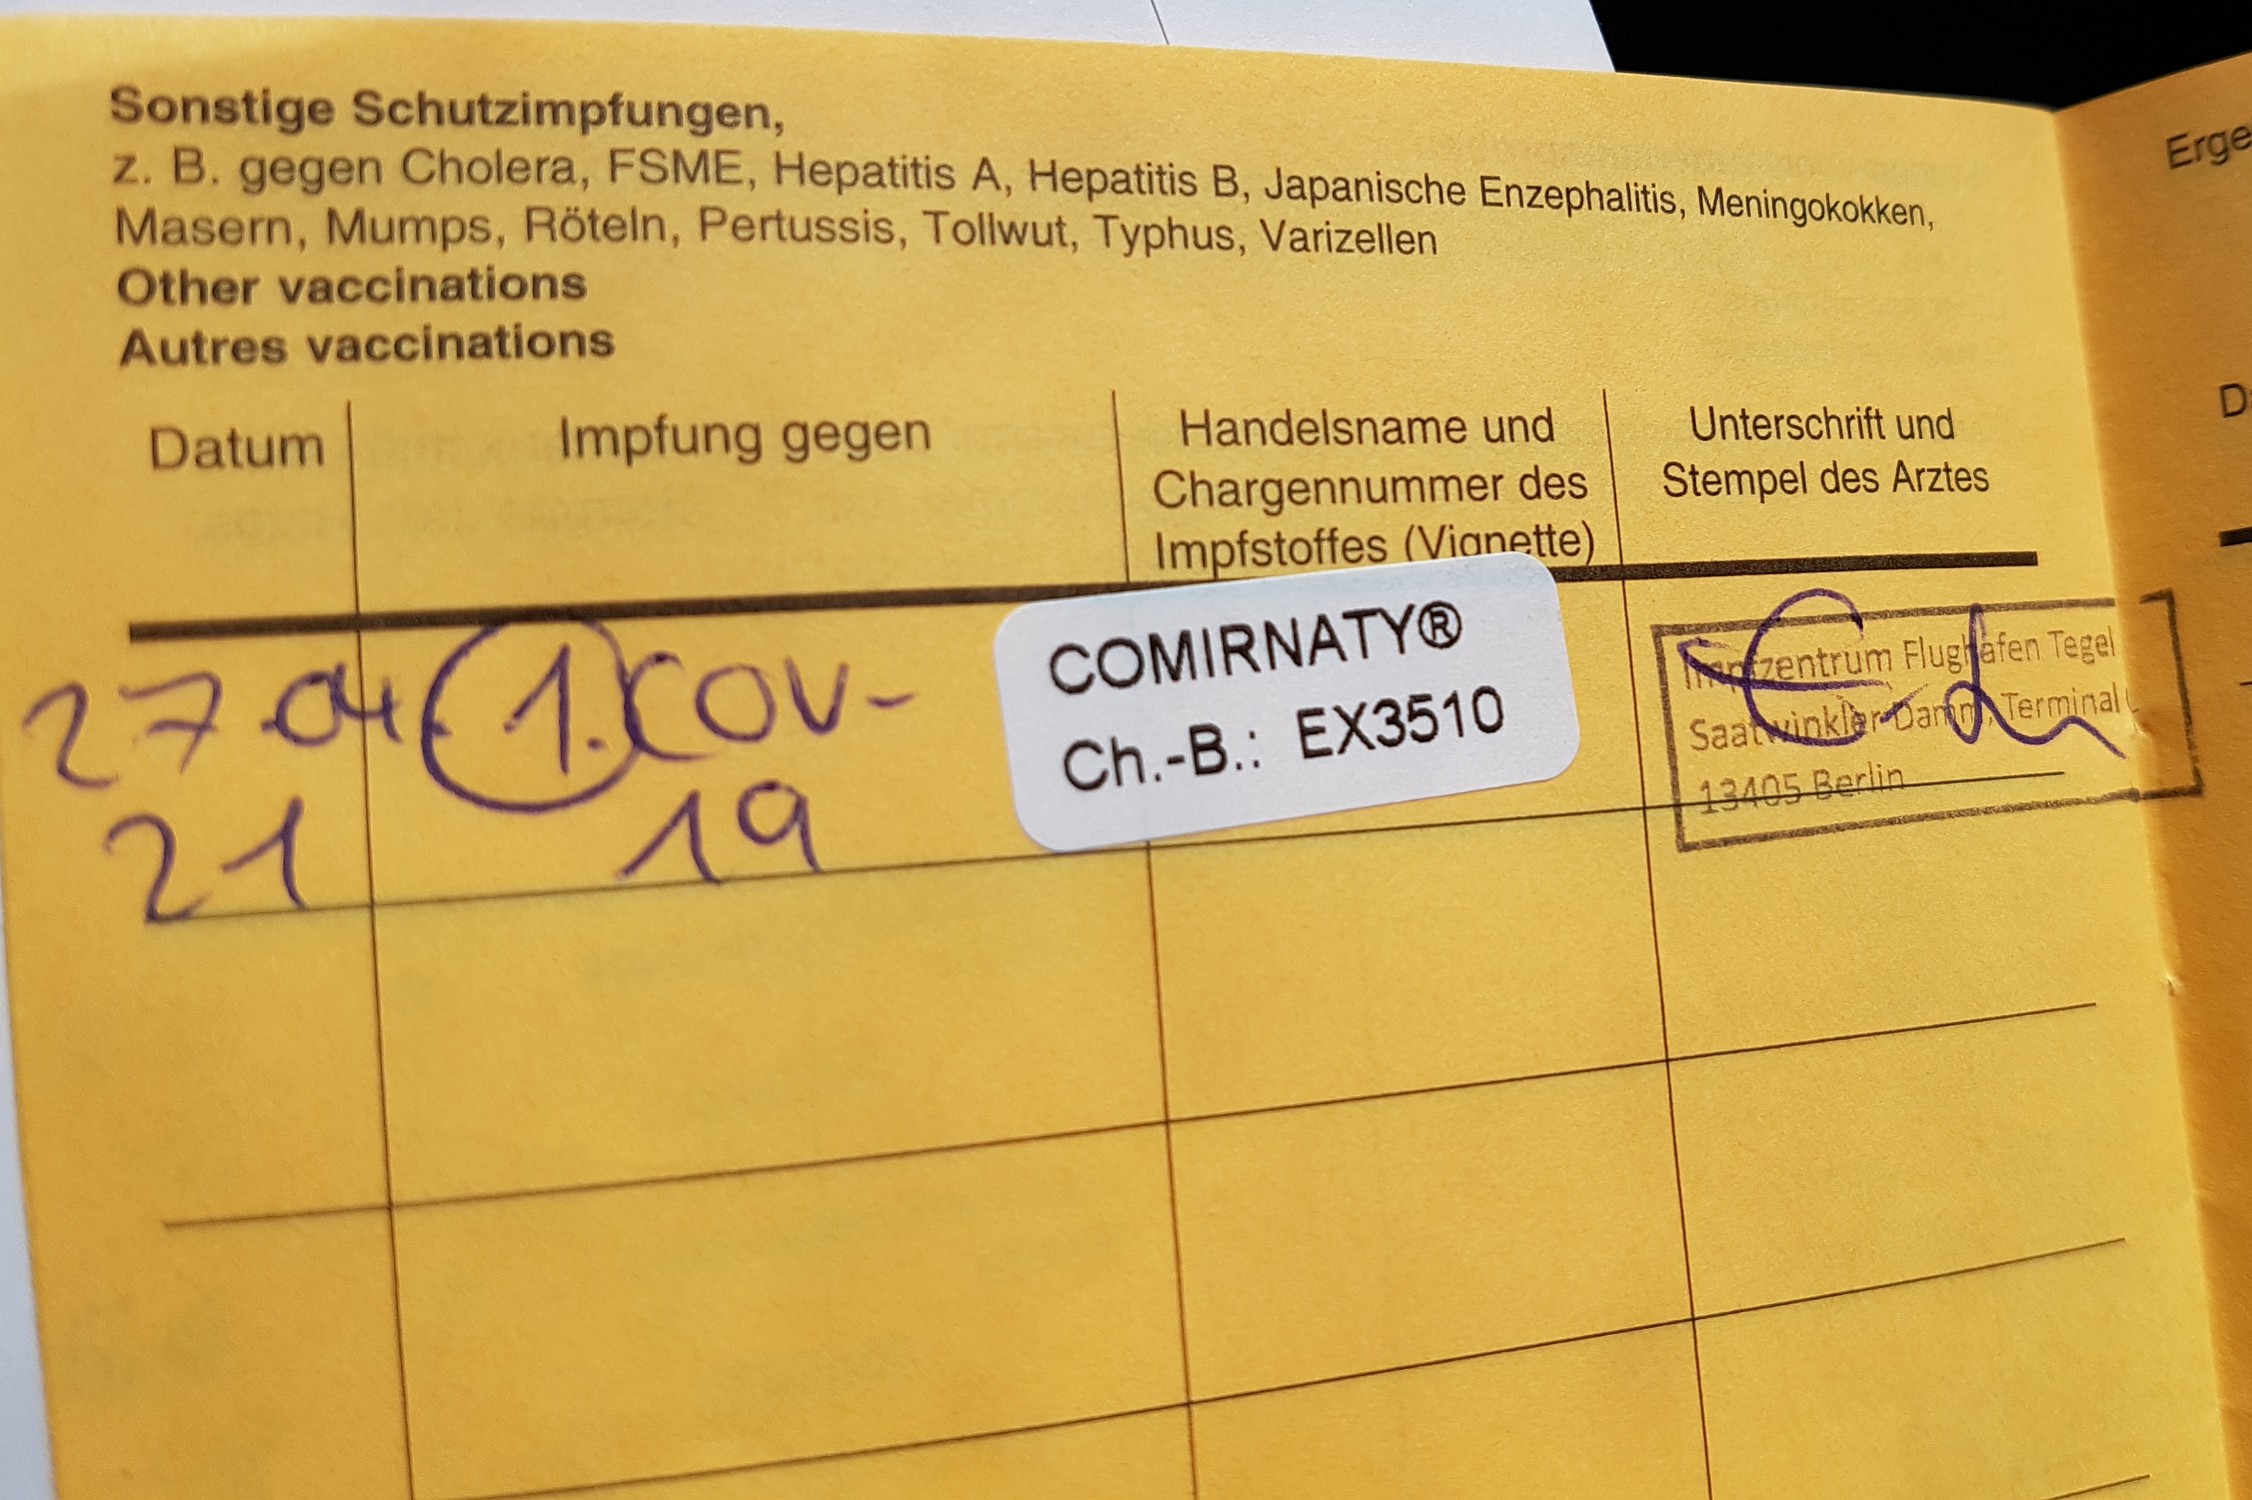 Sonstige Schutzimpfungen,
z. B. gegen Cholera, FSME, Hepatitis A, Hepatitis B, Japanische Enzephalitis, Meningokokken,
Masern, Mumps, Röteln, Pertussis, Tollwut, Typhus, Varizellen
Other vaccinations
Autres vaccinations
Datum
Impfung gegen
Handelsname und
Chargennummer des
Impfstoffes (Vignette)
Unterschrift und
Stempel des Arztes
27.04.
21
1. COV-
19
COMIRNATY®
Ch.-B.: EX3510
Impfzentrum Flughafen Tegel
Saatwinkler Damm, Terminal
13405 Berlin